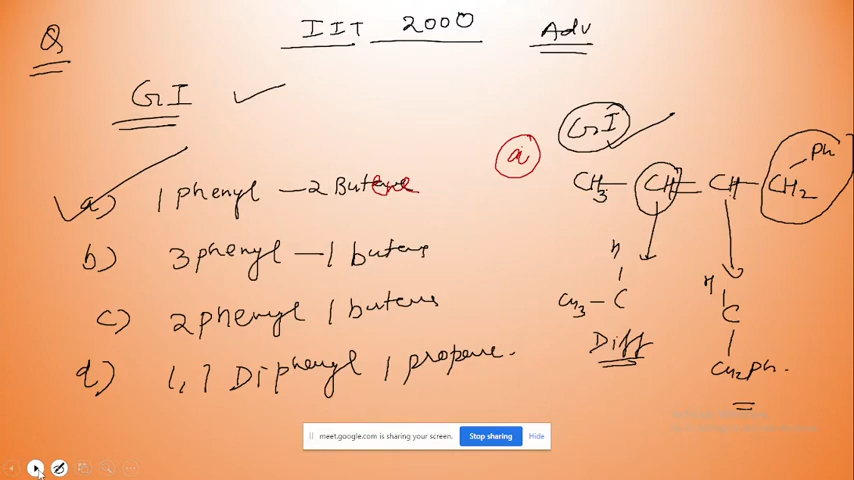 Q
IIT 2000 Adv
GI
a) 1 phenyl — 2 Butene
b) 3 phenyl — 1 butens
c) 2 phenyl 1 butens
d) 1, 1 Diphenyl 1 propene.
GI
a
Ph
CH3 — CH = CH — CH2
H
CH3 — C
Diff
H
C
CH2Ph.
meet.google.com is sharing your screen. Stop sharing Hide